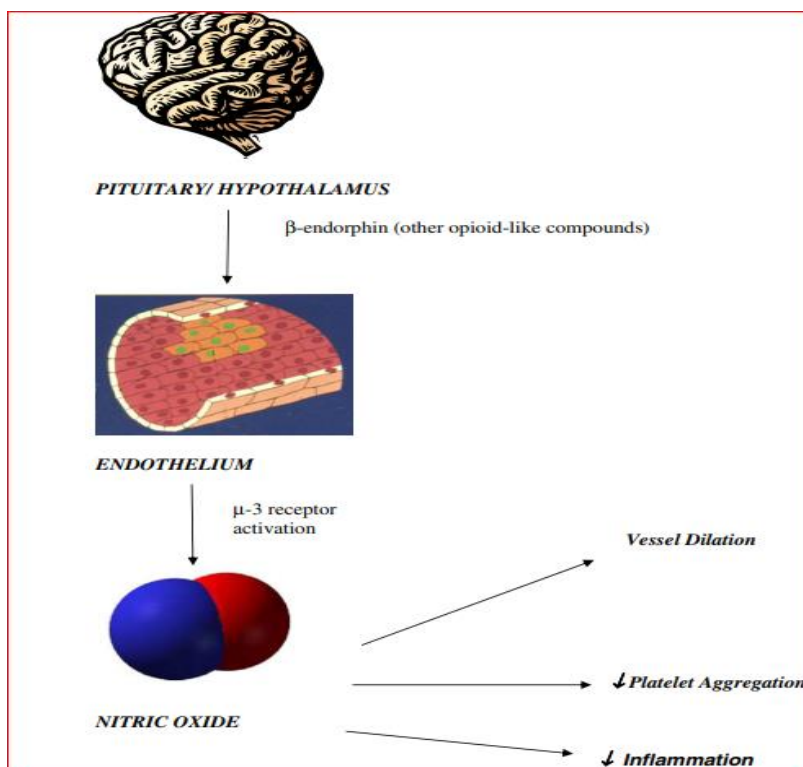 PITUITARY/ HYPOTHALAMUS
β-endorphin (other opioid-like compounds)
ENDOTHELIUM
μ-3 receptor
activation
Vessel Dilation
↓Platelet Aggregation
NITRIC OXIDE
↓ Inflammation